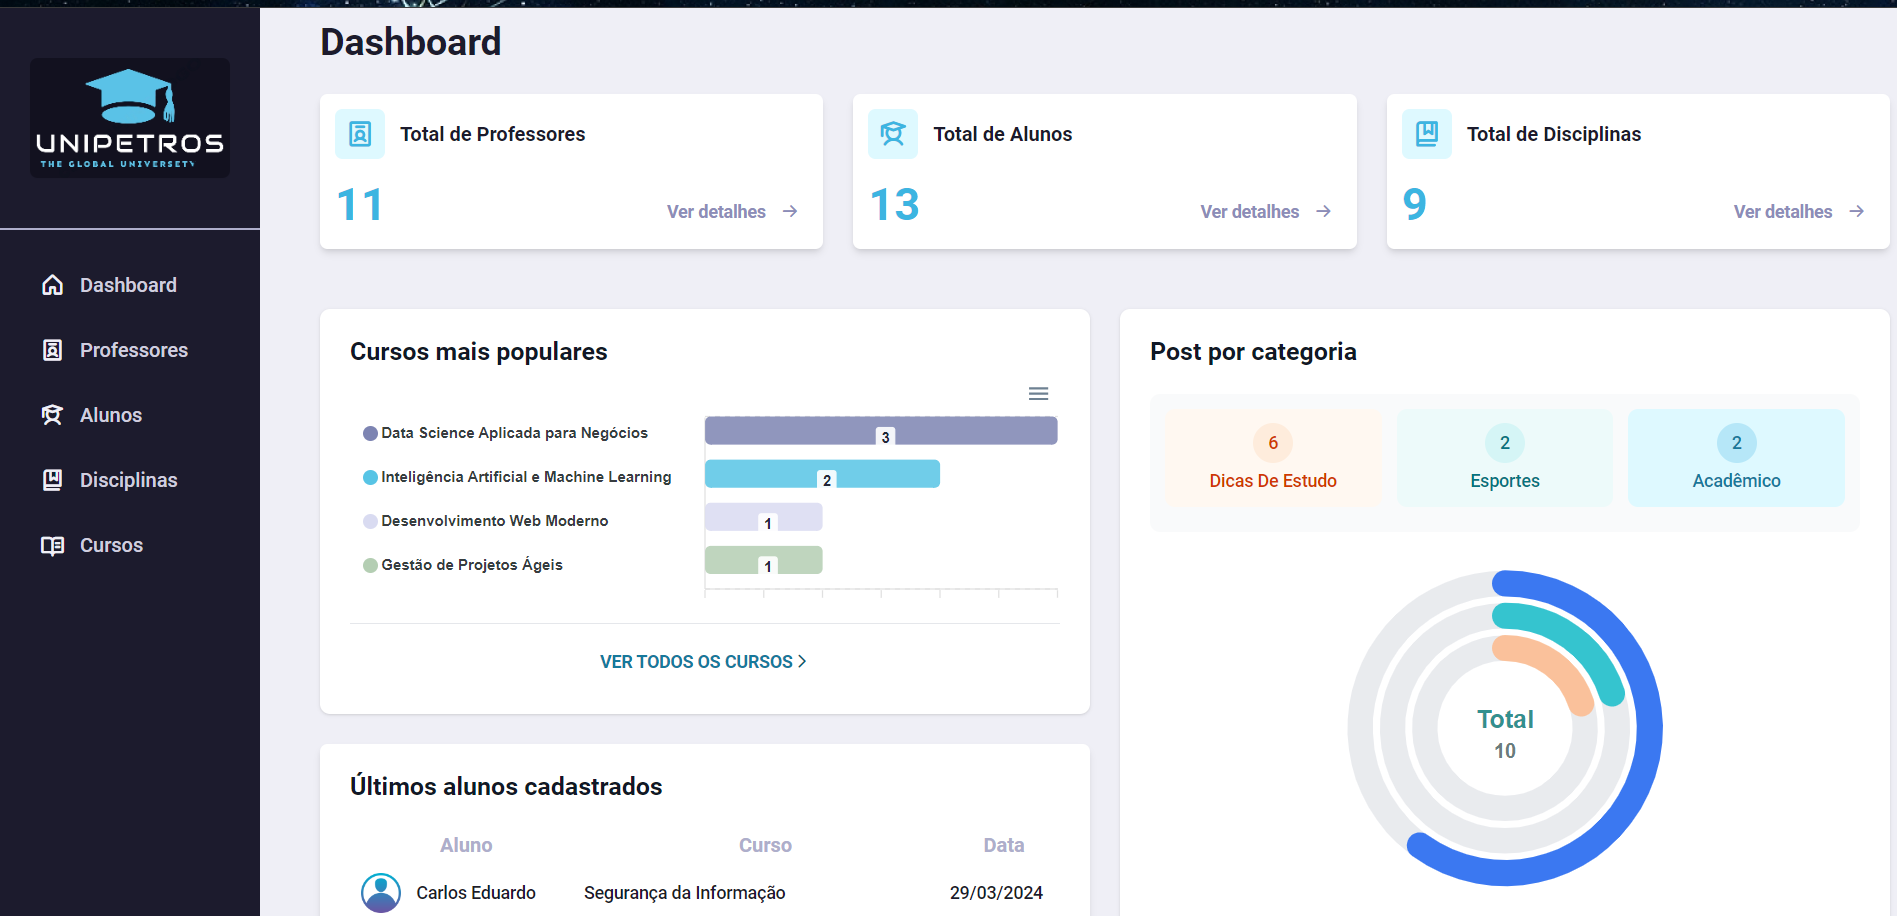 Dashboard
UNIPETROS
THE GLOBAL UNIVERSETY
Dashboard
Professores
Alunos
Disciplinas
Cursos
Total de Professores
11
Ver detalhes
Total de Alunos
13
Ver detalhes
Total de Disciplinas
9
Ver detalhes
Cursos mais populares
Data Science Aplicada para Negócios
3
Inteligência Artificial e Machine Learning
2
Desenvolvimento Web Moderno
1
Gestão de Projetos Ágeis
1
VER TODOS OS CURSOS
Post por categoria
6
Dicas De Estudo
2
Esportes
2
Acadêmico
Total
10
Últimos alunos cadastrados
Aluno Curso Data
Carlos Eduardo Segurança da Informação 29/03/2024